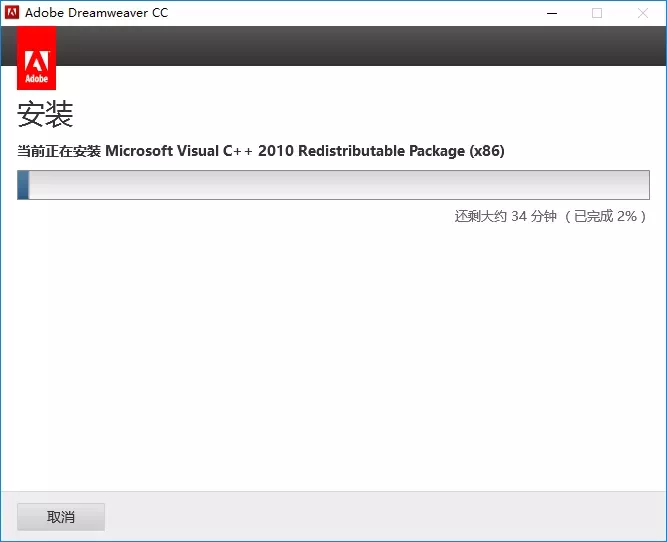 Adobe Dreamweaver CC
Adobe
安装
当前正在安装 Microsoft Visual C++ 2010 Redistributable Package (x86)
还剩大约 34 分钟 （已完成 2%）
取消